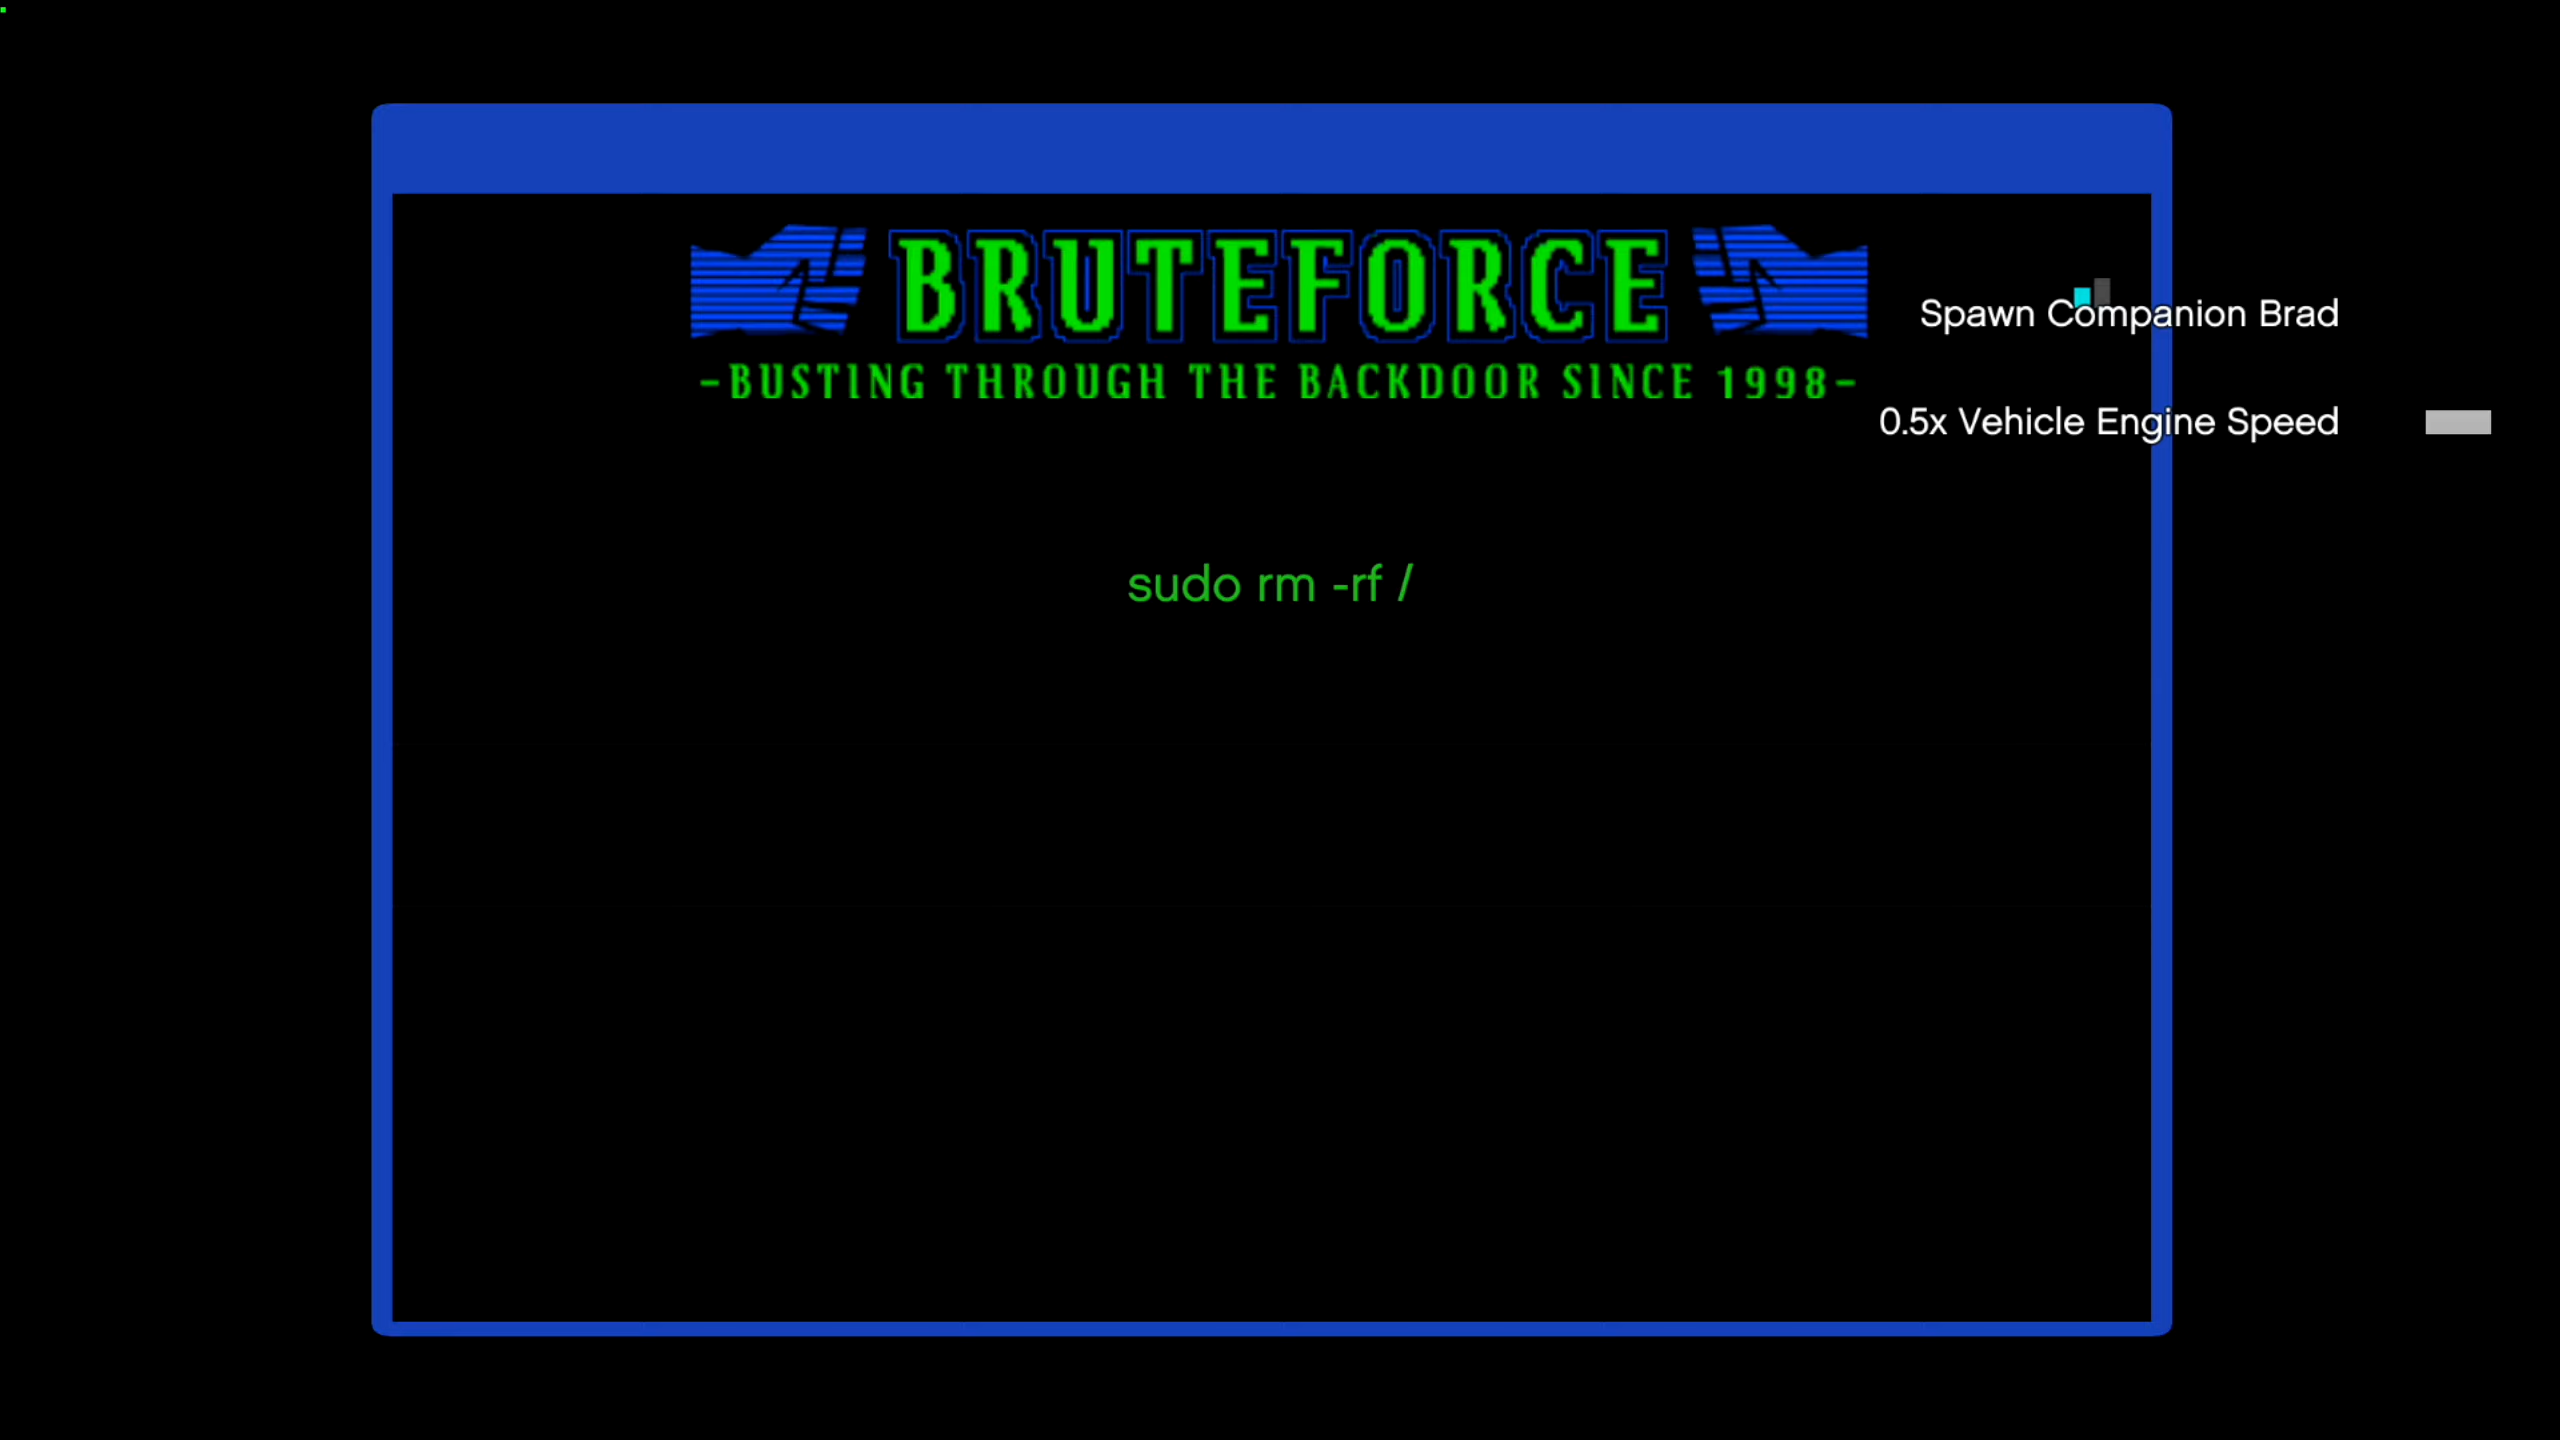 BRUTEFORCE
-BUSTING THROUGH THE BACKDOOR SINCE 1998-
Spawn Companion Brad
0.5x Vehicle Engine Speed
sudo rm -rf /